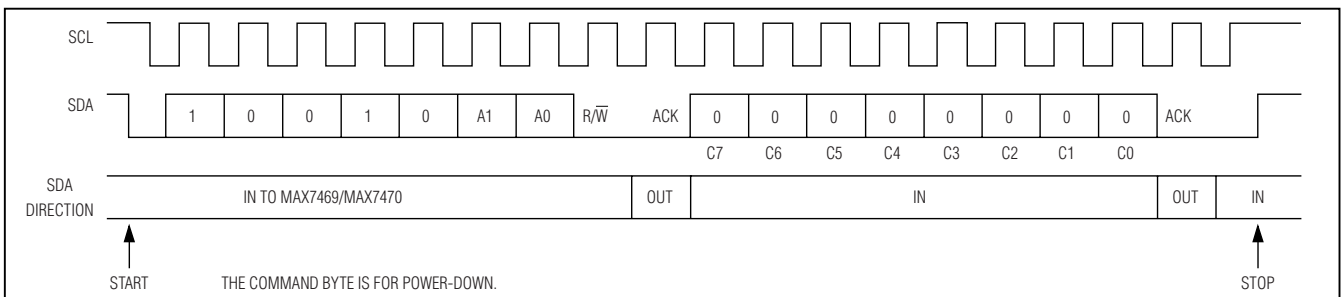 SCL
SDA 1 0 0 1 0 A1 A0 R/W̅ ACK 0 0 0 0 0 0 0 0 ACK
C7 C6 C5 C4 C3 C2 C1 C0
SDA
DIRECTION
IN TO MAX7469/MAX7470 OUT IN OUT IN
START THE COMMAND BYTE IS FOR POWER-DOWN. STOP